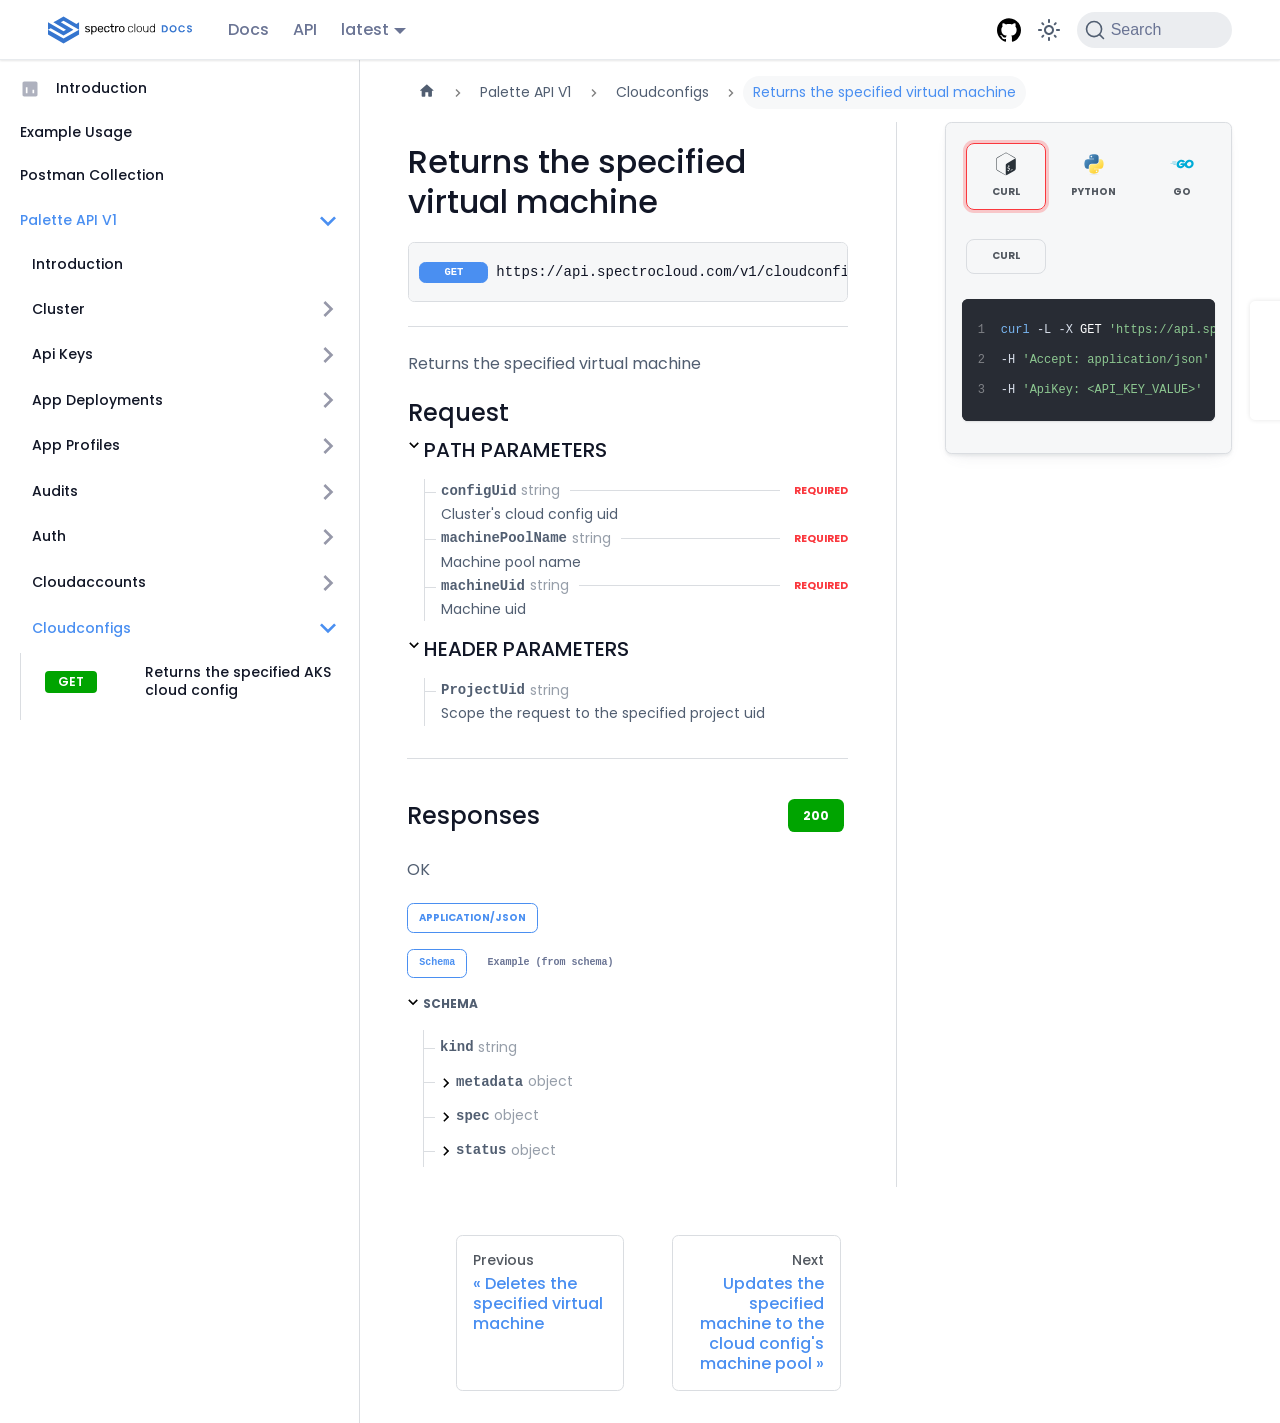 spectro cloud DOCS Docs API latest Search
Introduction
Example Usage
Postman Collection
Palette API V1
Introduction
Cluster
Api Keys
App Deployments
App Profiles
Audits
Auth
Cloudaccounts
Cloudconfigs
GET Returns the specified AKS
cloud config
Palette API V1 Cloudconfigs Returns the specified virtual machine
Returns the specified
virtual machine
GET https://api.spectrocloud.com/v1/cloudconfi
Returns the specified virtual machine
Request
PATH PARAMETERS
configUid string REQUIRED
Cluster's cloud config uid
machinePoolName string REQUIRED
Machine pool name
machineUid string REQUIRED
Machine uid
HEADER PARAMETERS
ProjectUid string
Scope the request to the specified project uid
Responses 200
OK
APPLICATION/JSON
Schema Example (from schema)
SCHEMA
kind string
metadata object
spec object
status object
CURL PYTHON GO
CURL
1 curl -L -X GET 'https://api.sp
2 -H 'Accept: application/json'
3 -H 'ApiKey: <API_KEY_VALUE>'
Previous
« Deletes the
specified virtual
machine
Next
Updates the
specified
machine to the
cloud config's
machine pool »